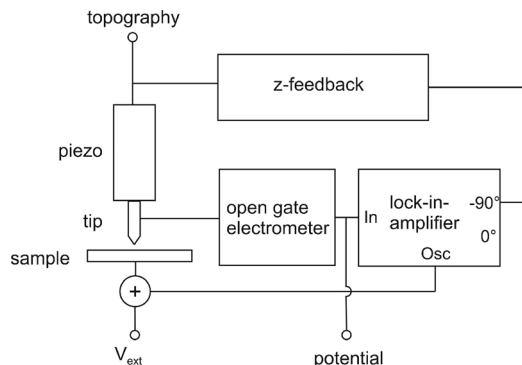 topography
z-feedback
piezo
tip
open gate
electrometer
In
lock-in-
amplifier
-90°
0°
Osc
sample
+
V_ext
potential